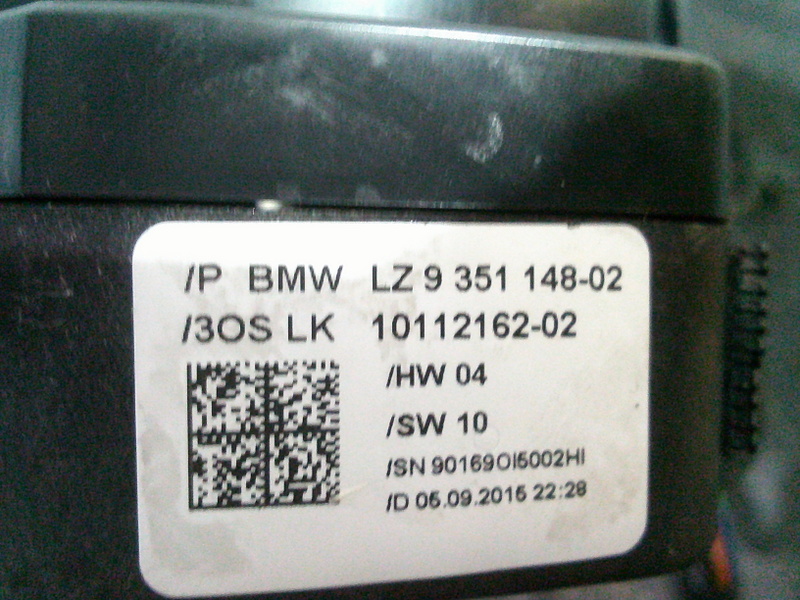 /P BMW LZ 9 351 148-02
/3OS LK 10112162-02
/HW 04
/SW 10
/SN 90169OI5002HI
/D 05.09.2015 22:28